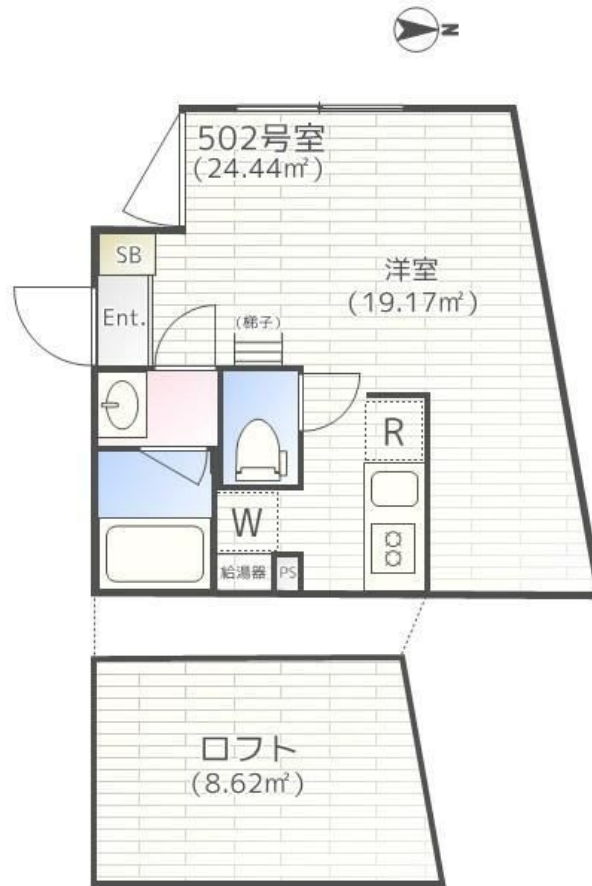 N
502号室
(24.44㎡)
SB
洋室
(19.17㎡)
Ent.
(梯子)
R
W
給湯器
PS
ロフト
(8.62㎡)